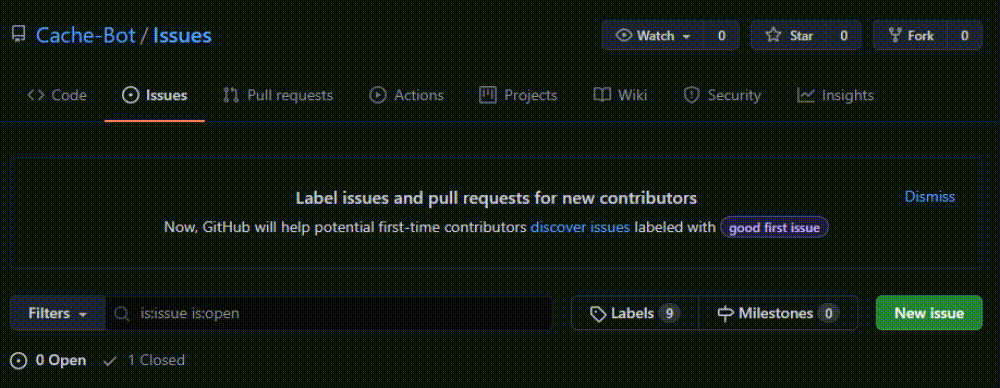 Cache-Bot / Issues Watch 0 Star 0 Fork 0
Code Issues Pull requests Actions Projects Wiki Security Insights
Label issues and pull requests for new contributors Dismiss
Now, GitHub will help potential first-time contributors discover issues labeled with good first issue
Filters is:issue is:open Labels 9 Milestones 0 New issue
0 Open 1 Closed